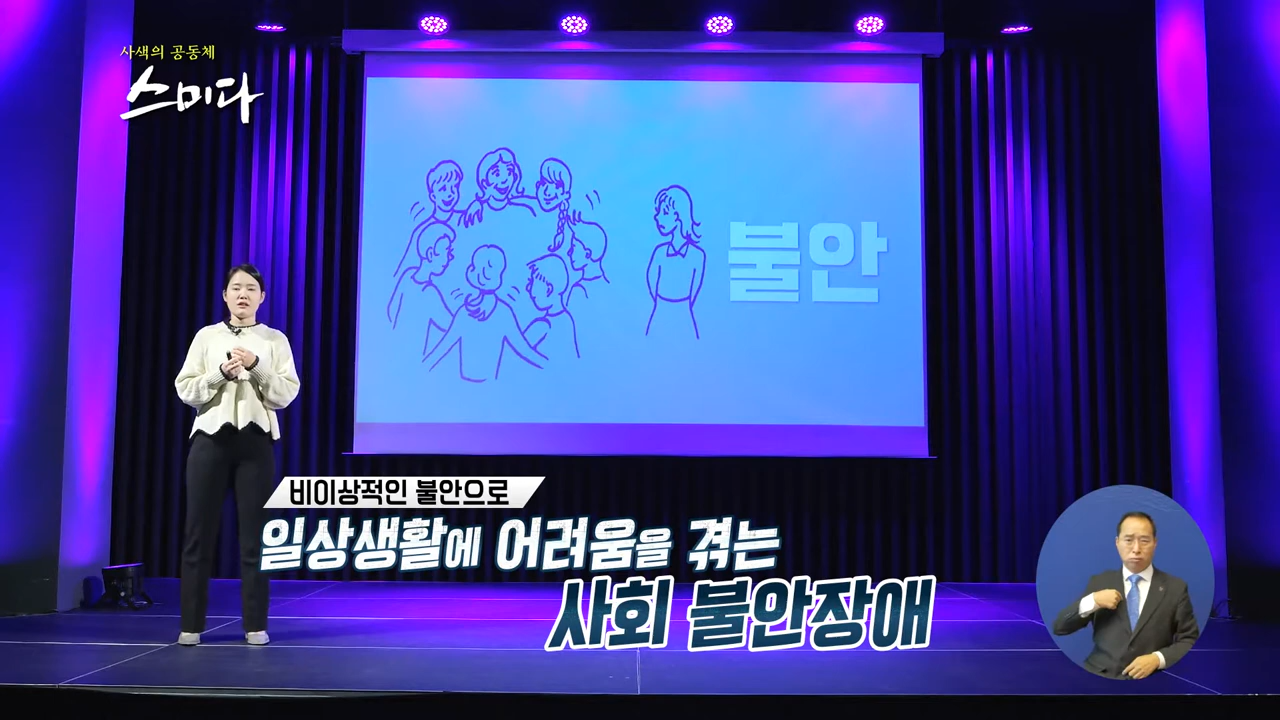 사색의 공동체
스미다
불안
비이상적인 불안으로
일상생활에 어려움을 겪는
사회 불안장애